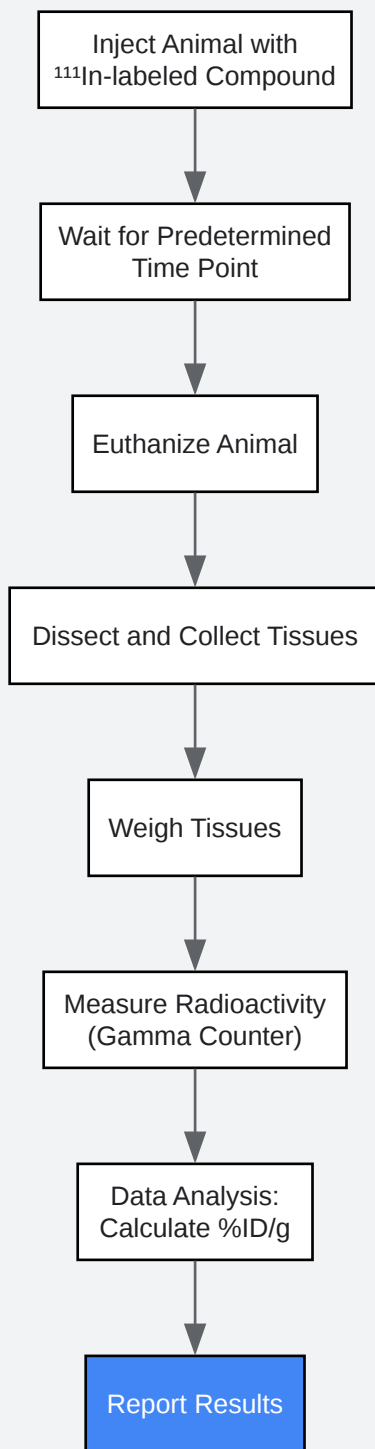 Inject Animal with
¹¹¹In-labeled Compound
Wait for Predetermined
Time Point
Euthanize Animal
Dissect and Collect Tissues
Weigh Tissues
Measure Radioactivity
(Gamma Counter)
Data Analysis:
Calculate %ID/g
Report Results